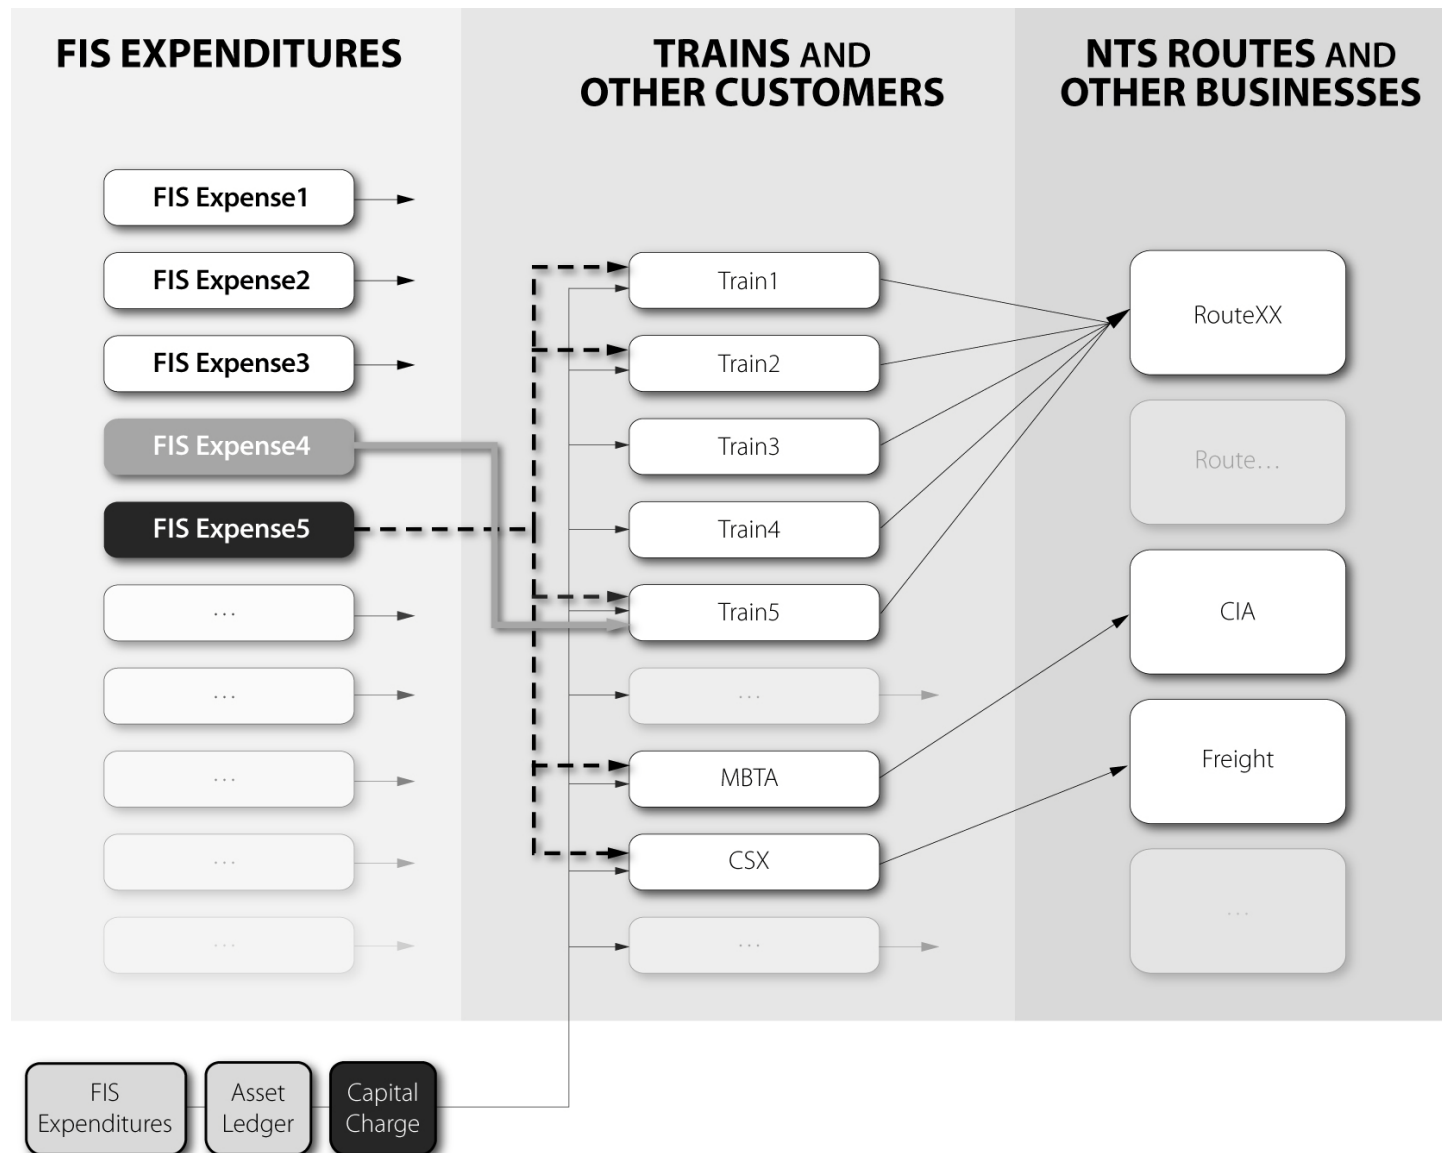 FIS EXPENDITURES
TRAINS AND
OTHER CUSTOMERS
NTS ROUTES AND
OTHER BUSINESSES
FIS Expense1
FIS Expense2
FIS Expense3
FIS Expense4
FIS Expense5
...
...
...
...
...
Train1
Train2
Train3
Train4
Train5
...
MBTA
CSX
...
RouteXX
Route...
CIA
Freight
...
FIS
Expenditures
Asset
Ledger
Capital
Charge